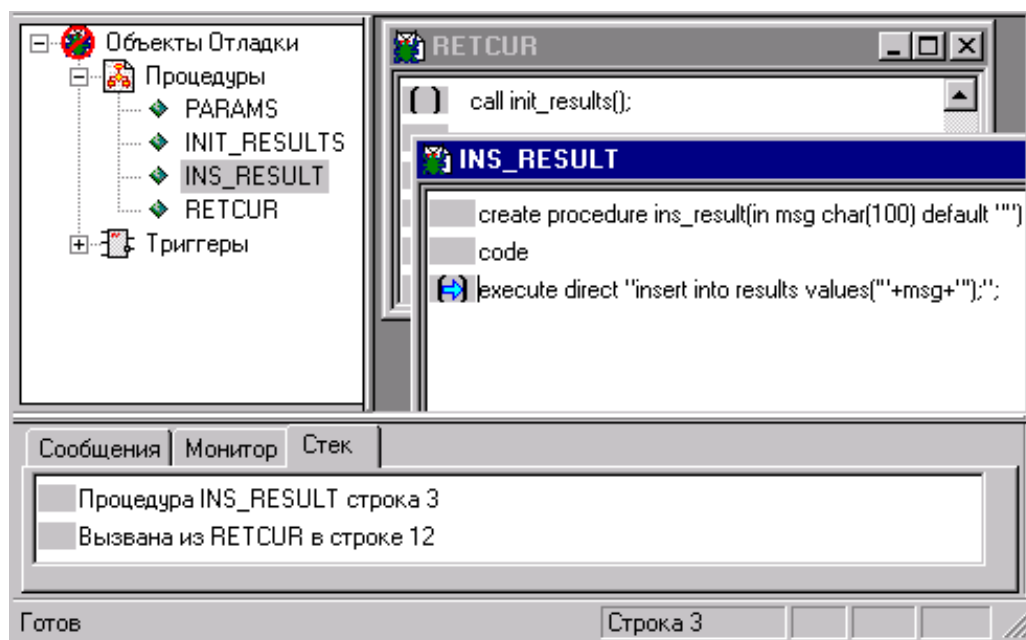 Объекты Отладки
Процедуры
PARAMS
INIT_RESULTS
INS_RESULT
RETCUR
Триггеры
RETCUR
call init_results();
INS_RESULT
create procedure ins_result(in msg char(100) default "")
code
execute direct "insert into results values('"+msg+"');";
Сообщения
Монитор
Стек
Процедура INS_RESULT строка 3
Вызвана из RETCUR в строке 12
Готов
Строка 3